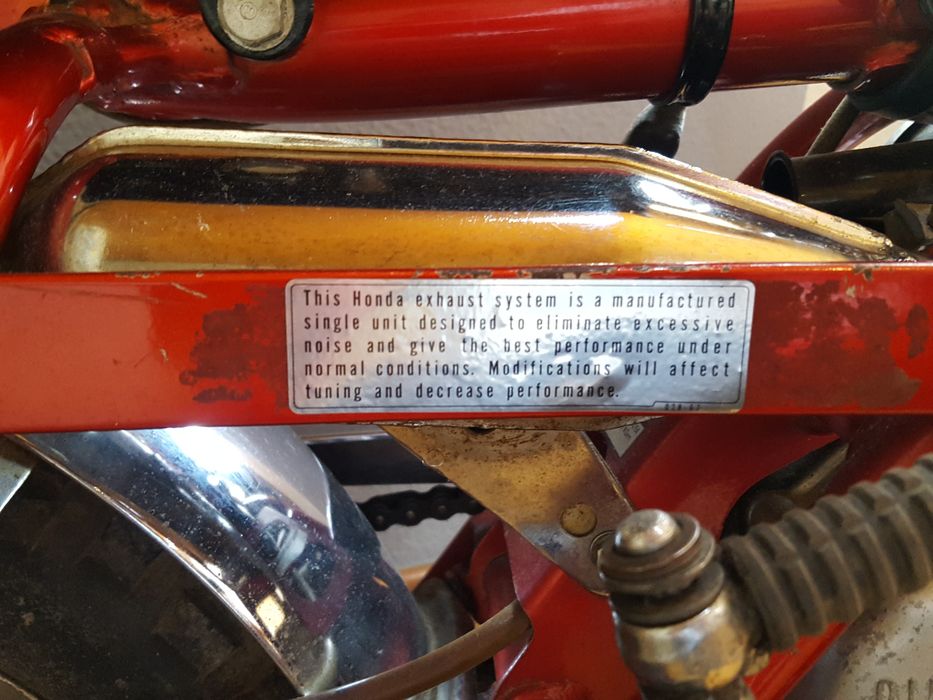 This Honda exhaust system is a manufactured
single unit designed to eliminate excessive
noise and give the best performance under
normal conditions. Modifications will affect
tuning and decrease performance.